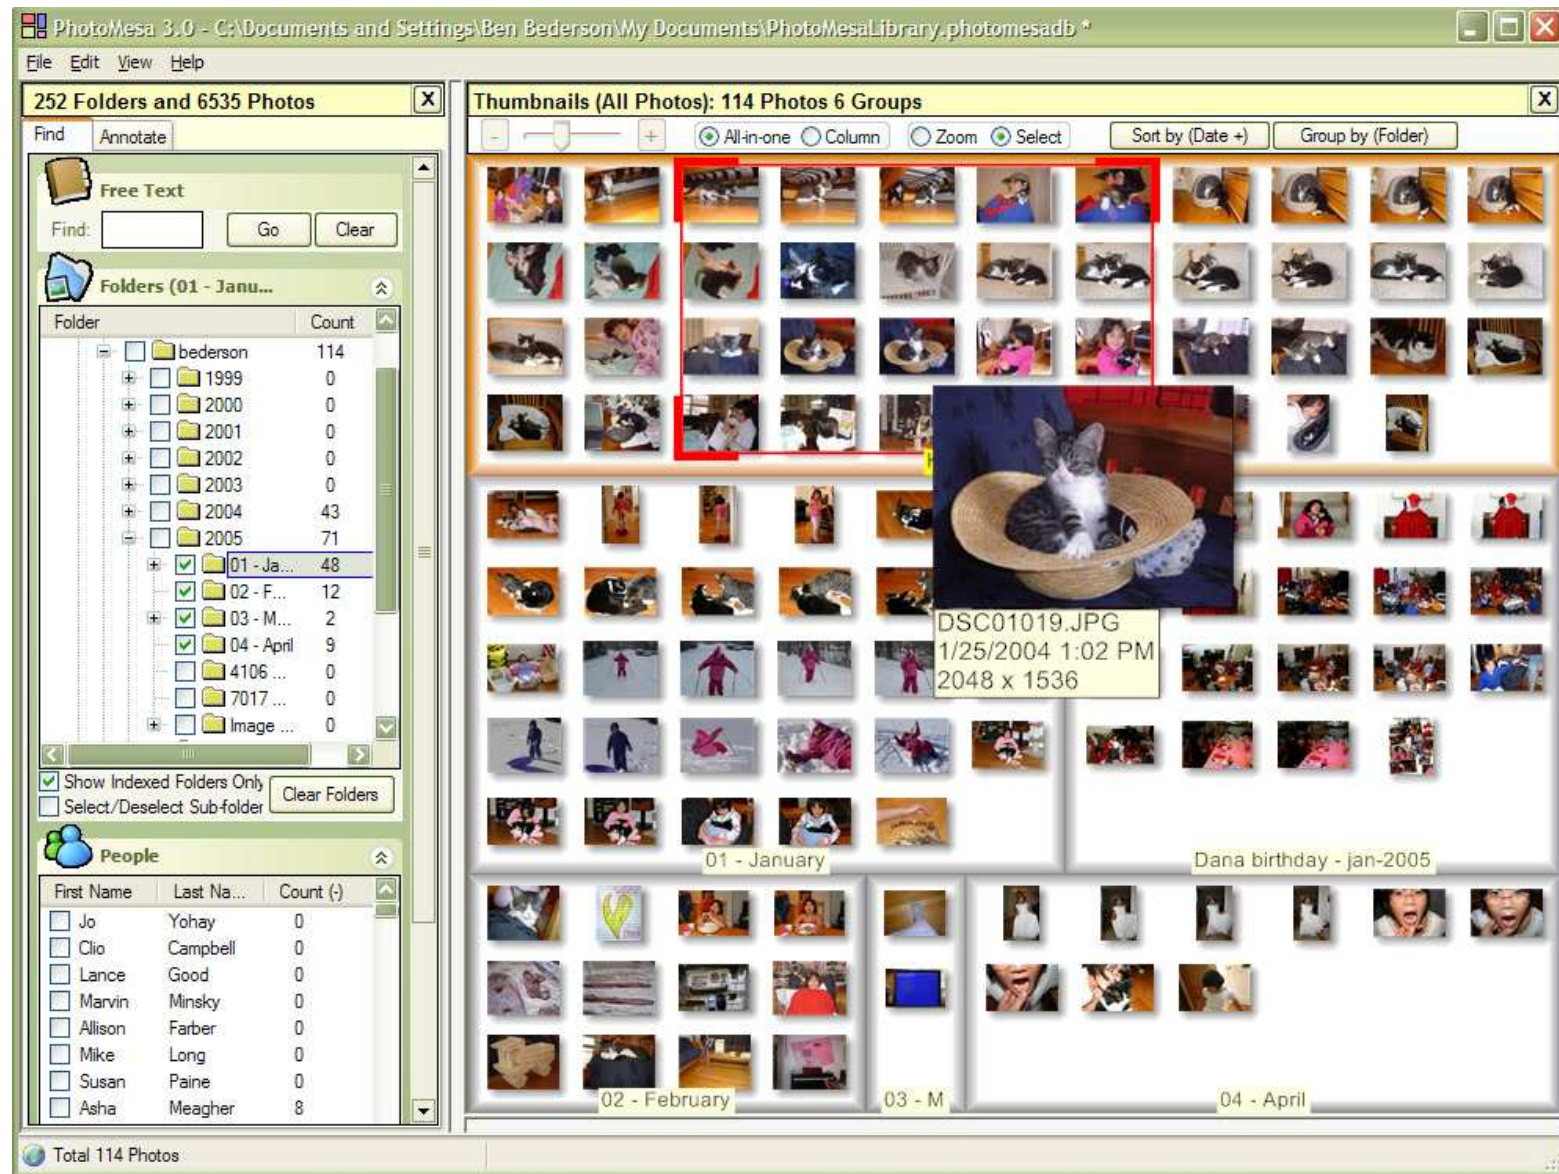 PhotoMesa 3.0 - C:\Documents and Settings\Ben Bederson\My Documents\PhotoMesaLibrary.photomesadb *
File Edit View Help
252 Folders and 6535 Photos
Find Annotate
Free Text
Find: Go Clear
Folders (01 - Janu...
Folder Count
bederson 114
1999 0
2000 0
2001 0
2002 0
2003 0
2004 43
2005 71
01 - Ja... 48
02 - F... 12
03 - M... 2
04 - April 9
4106 ... 0
7017 ... 0
Image ... 0
Show Indexed Folders Only
Select/Deselect Sub-folder
Clear Folders
People
First Name Last Na... Count (-)
Jo Yohay 0
Clio Campbell 0
Lance Good 0
Marvin Minsky 0
Allison Farber 0
Mike Long 0
Susan Paine 0
Asha Meagher 8
Thumbnails (All Photos): 114 Photos 6 Groups
- + All-in-one Column Zoom Select Sort by (Date +) Group by (Folder)
DSC01019.JPG
1/25/2004 1:02 PM
2048 x 1536
01 - January
Dana birthday - jan-2005
02 - February
03 - M
04 - April
Total 114 Photos